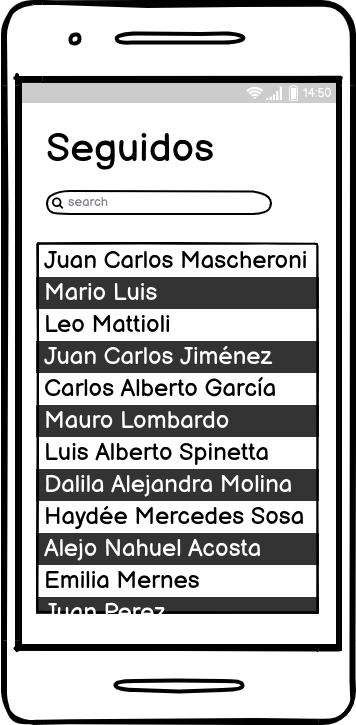 14:50
Seguidos
search
Juan Carlos Mascheroni
Mario Luis
Leo Mattioli
Juan Carlos Jiménez
Carlos Alberto García
Mauro Lombardo
Luis Alberto Spinetta
Dalila Alejandra Molina
Haydée Mercedes Sosa
Alejo Nahuel Acosta
Emilia Mernes
Juan Perez